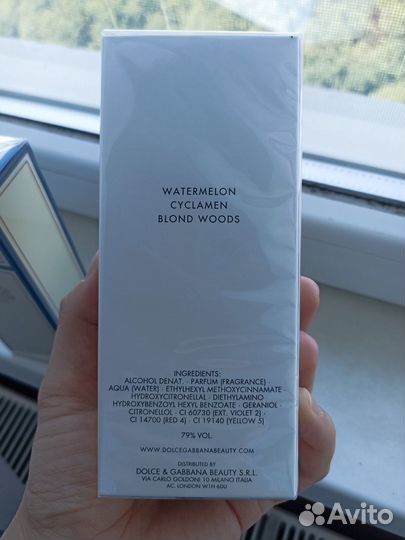 WATERMELON
CYCLAMEN
BLOND WOODS
INGREDIENTS:
ALCOHOL DENAT. · PARFUM (FRAGRANCE) ·
AQUA (WATER) · ETHYLHEXYL METHOXYCINNAMATE ·
HYDROXYCITRONELLAL · DIETHYLAMINO
HYDROXYBENZOYL HEXYL BENZOATE · GERANIOL ·
CITRONELLOL · CI 60730 (EXT. VIOLET 2) ·
CI 14700 (RED 4) · CI 19140 (YELLOW 5)
79% VOL.
WWW.DOLCEGABBANABEAUTY.COM
DISTRIBUTED BY
DOLCE & GABBANA BEAUTY S.R.L.
VIA CARLO GOLDONI 10 MILANO ITALIA
AC. LONDON W1H 6DU
Avito